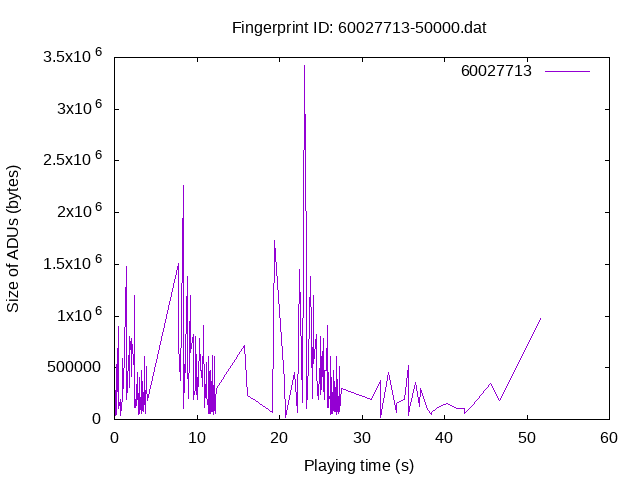 Fingerprint ID: 60027713-50000.dat
60027713
3.5x10^6
3x10^6
2.5x10^6
2x10^6
1.5x10^6
1x10^6
500000
0
0 10 20 30 40 50 60
Size of ADUs (bytes)
Playing time (s)